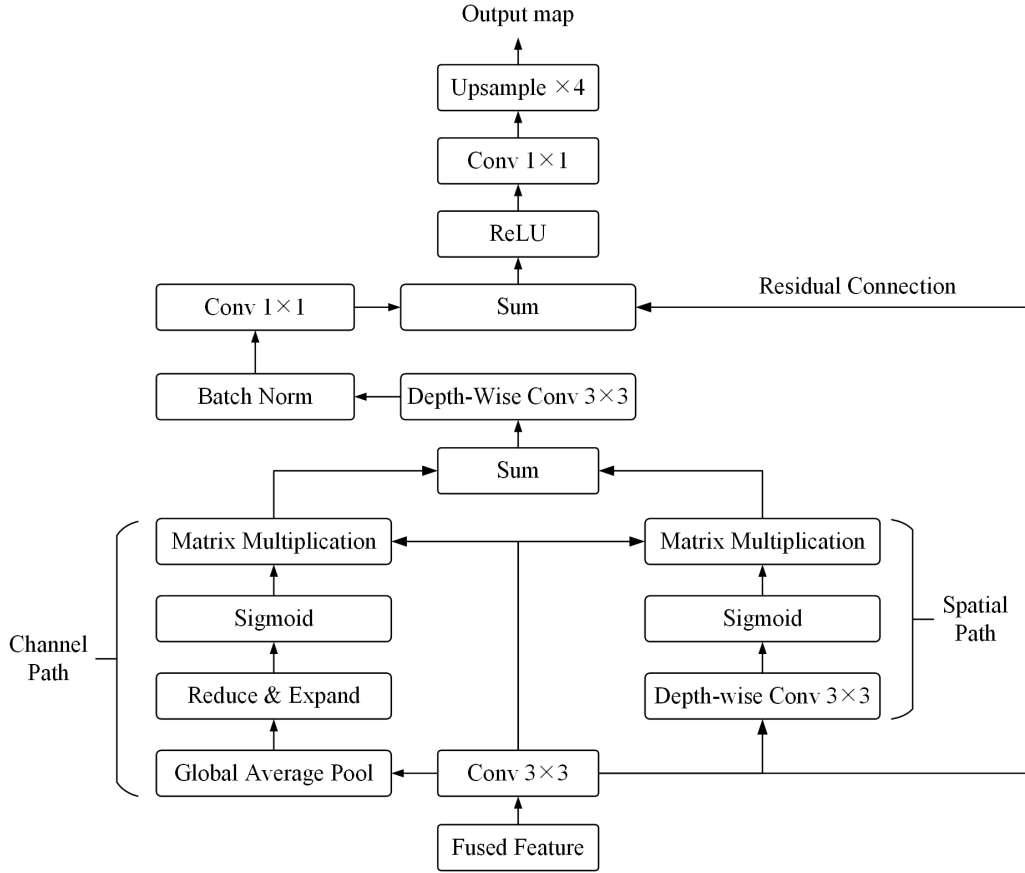 Output map
Upsample ×4
Conv 1×1
ReLU
Residual Connection
Conv 1×1
Sum
Batch Norm
Depth-Wise Conv 3×3
Sum
Matrix Multiplication
Matrix Multiplication
Sigmoid
Sigmoid
Channel
Path
Spatial
Path
Reduce & Expand
Depth-wise Conv 3×3
Global Average Pool
Conv 3×3
Fused Feature